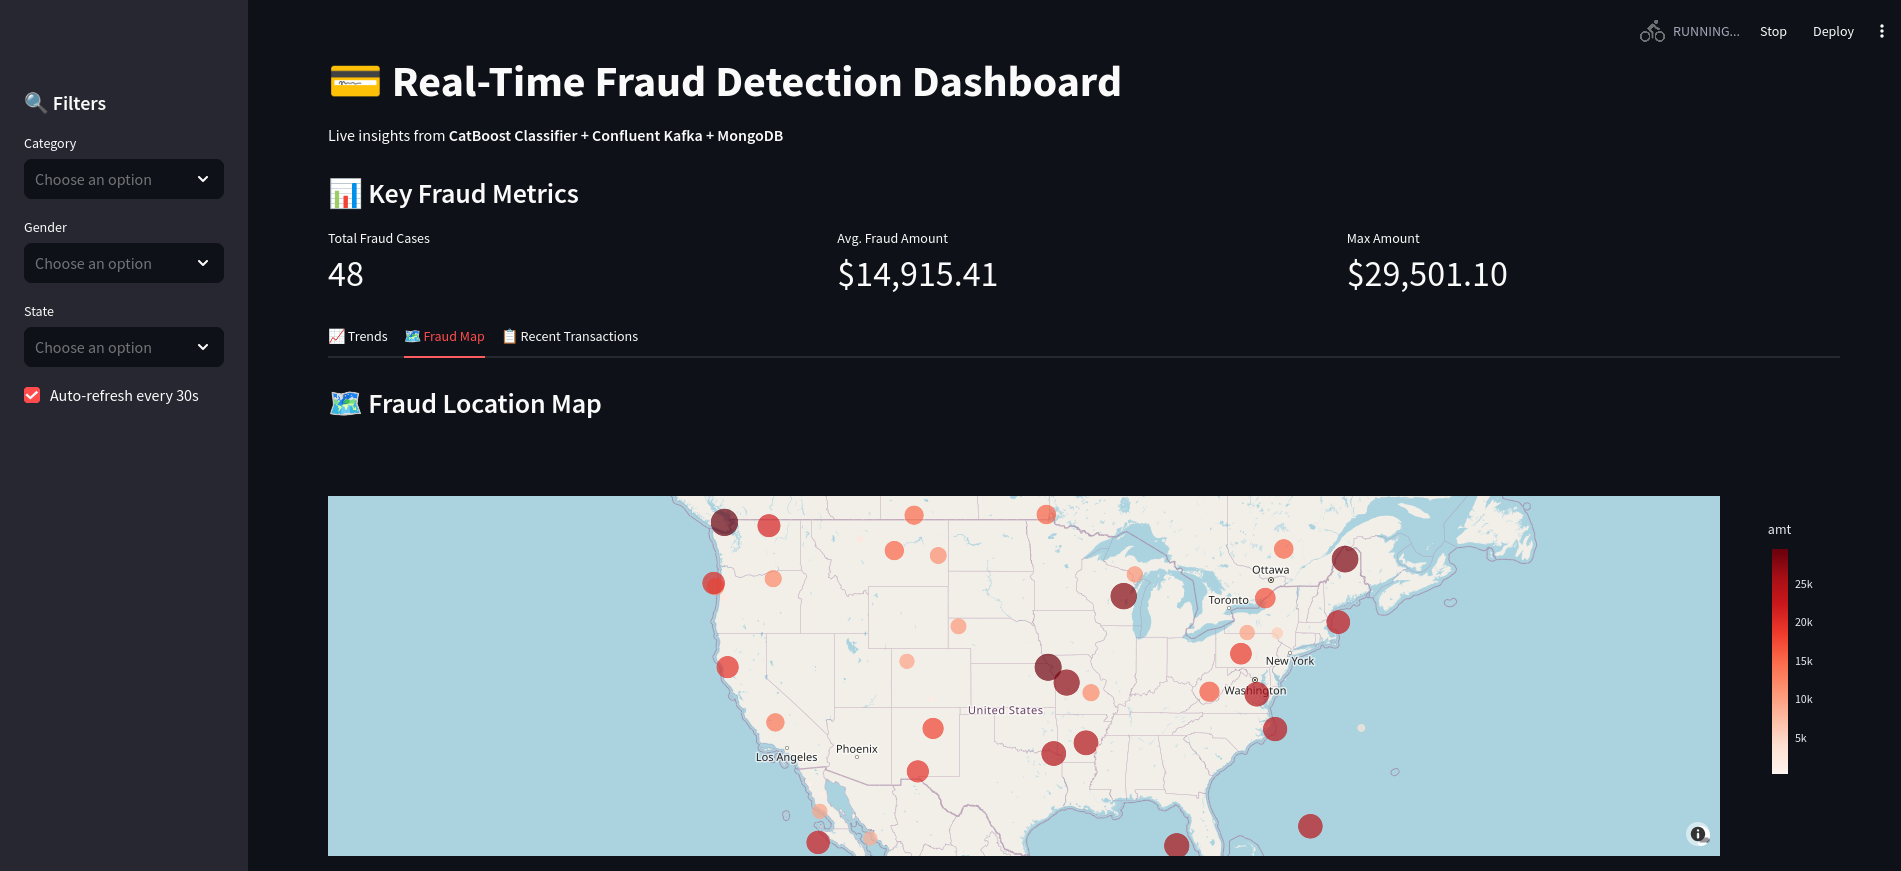 RUNNING...
Stop
Deploy
Filters
Category
Choose an option
Gender
Choose an option
State
Choose an option
Auto-refresh every 30s
Real-Time Fraud Detection Dashboard
Live insights from CatBoost Classifier + Confluent Kafka + MongoDB
Key Fraud Metrics
Total Fraud Cases
48
Avg. Fraud Amount
$14,915.41
Max Amount
$29,501.10
Trends
Fraud Map
Recent Transactions
Fraud Location Map
Ottawa
Toronto
New York
Washington
United States
Phoenix
Los Angeles
amt
25k
20k
15k
10k
5k